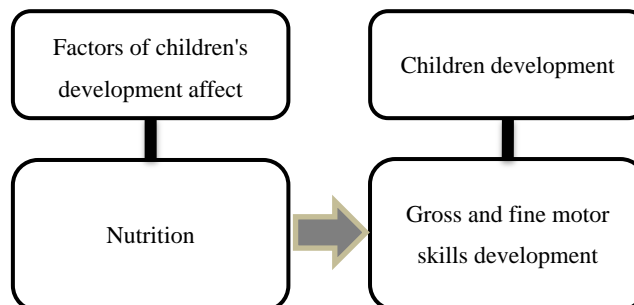 Factors of children's
development affect
Children development
Nutrition
Gross and fine motor
skills development